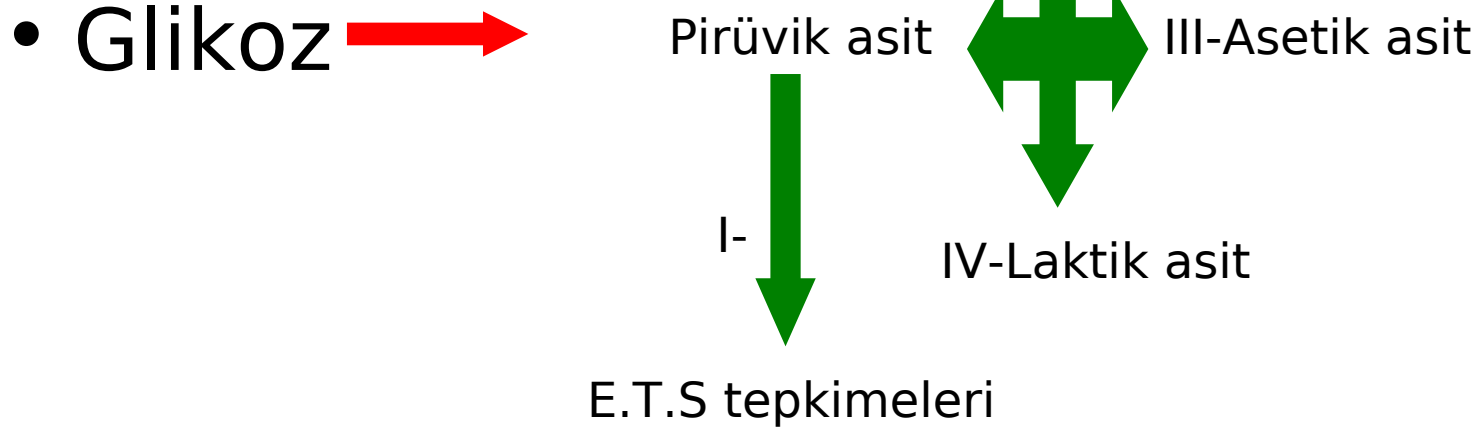 • Glikoz
Pirüvik asit
III-Asetik asit
I-
IV-Laktik asit
E.T.S tepkimeleri